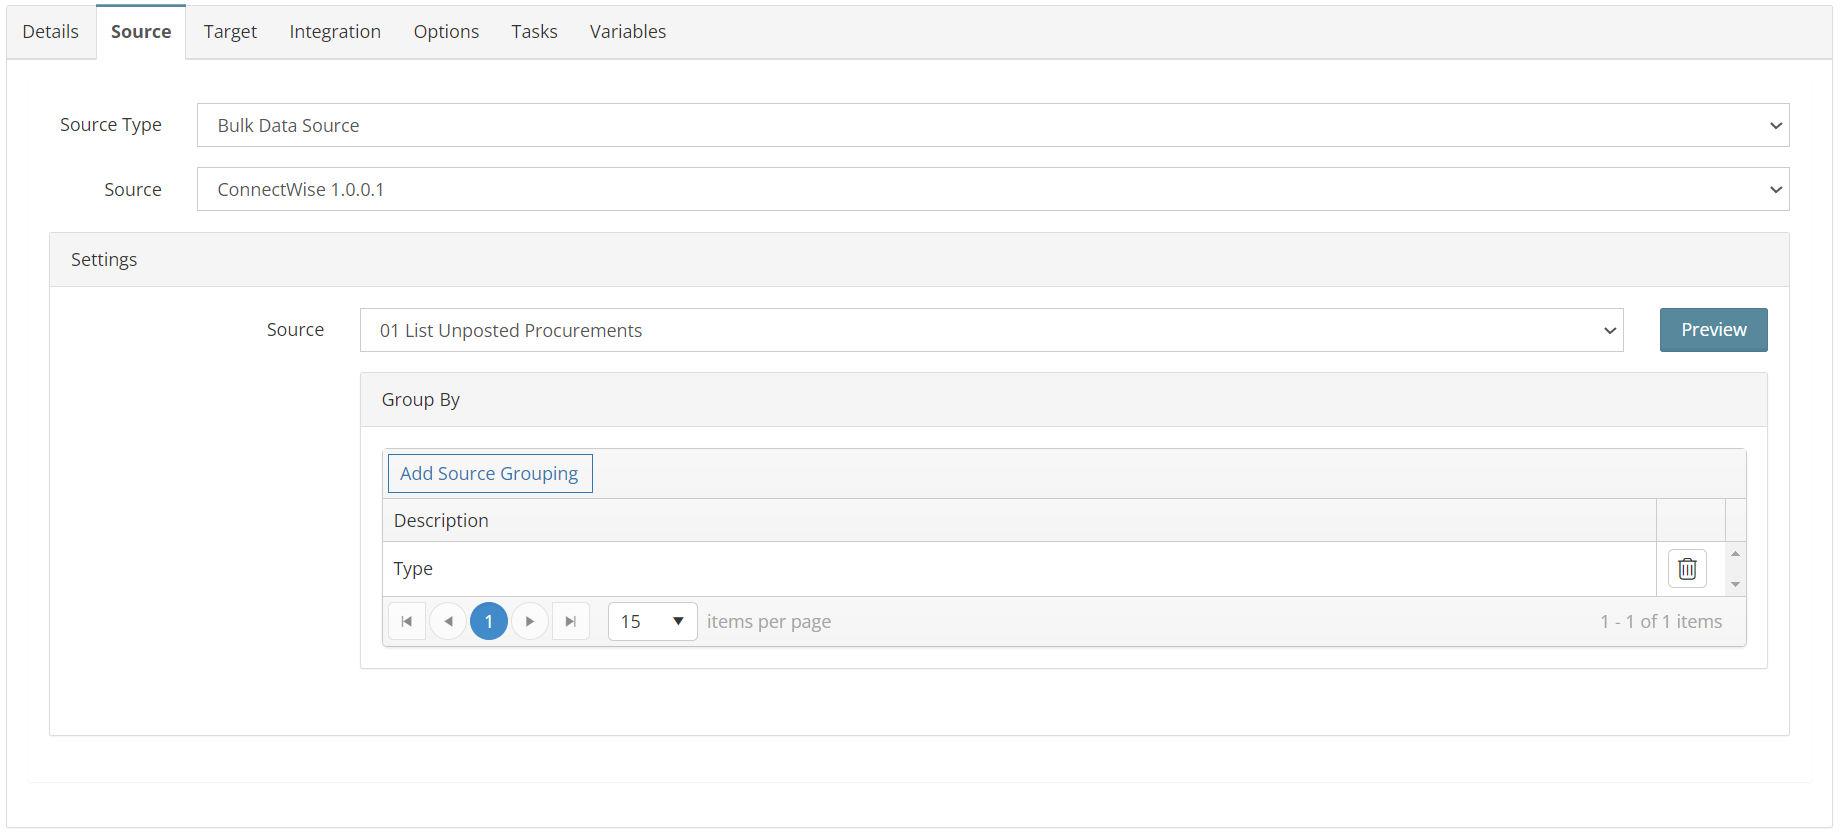 Details Source Target Integration Options Tasks Variables
Source Type Bulk Data Source
Source ConnectWise 1.0.0.1
Settings
Source 01 List Unposted Procurements Preview
Group By
Add Source Grouping
Description
Type
1 15 items per page 1 - 1 of 1 items